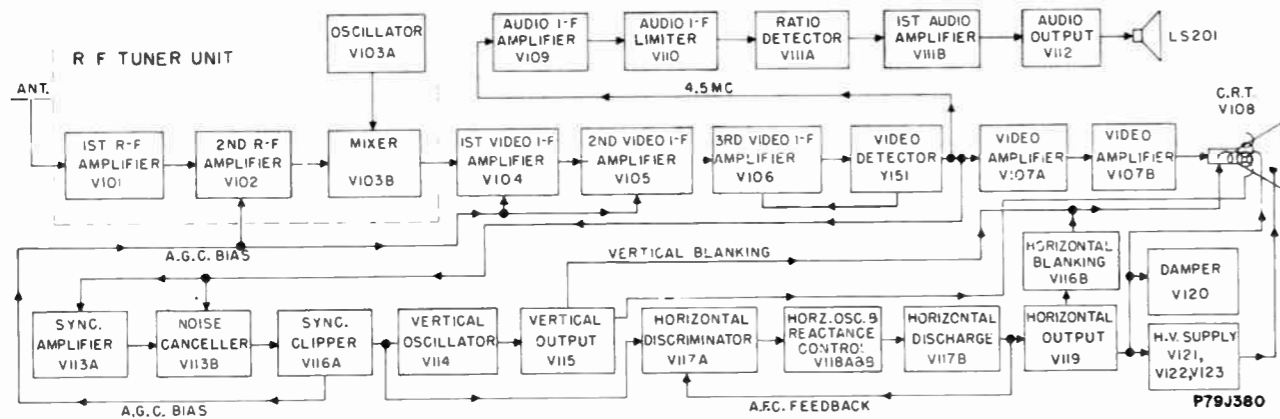 R F TUNER UNIT
ANT.
OSCILLATOR
V103A
AUDIO I-F
AMPLIFIER
V109
AUDIO I-F
LIMITER
V110
RATIO
DETECTOR
V111A
1ST AUDIO
AMPLIFIER
V111B
AUDIO
OUTPUT
V112
LS201
4.5 MC
C.R.T.
V108
1ST R-F
AMPLIFIER
V101
2ND R-F
AMPLIFIER
V102
MIXER
V103B
1ST VIDEO I-F
AMPLIFIER
V104
2ND VIDEO I-F
AMPLIFIER
V105
3RD VIDEO I-F
AMPLIFIER
V106
VIDEO
DETECTOR
Y151
VIDEO
AMPLIFIER
V107A
VIDEO
AMPLIFIER
V107B
A.G.C. BIAS
VERTICAL BLANKING
HORIZONTAL
BLANKING
V116B
DAMPER
V120
SYNC.
AMPLIFIER
V113A
NOISE
CANCELLER
V113B
SYNC.
CLIPPER
V116A
VERTICAL
OSCILLATOR
V114
VERTICAL
OUTPUT
V115
HORIZONTAL
DISCRIMINATOR
V117A
HORZ. OSC. &
REACTANCE
CONTROL
V118A&B
HORIZONTAL
DISCHARGE
V117B
HORIZONTAL
OUTPUT
V119
H.V. SUPPLY
V121,
V122,V123
A.G.C. BIAS
A.F.C. FEEDBACK
P79J380